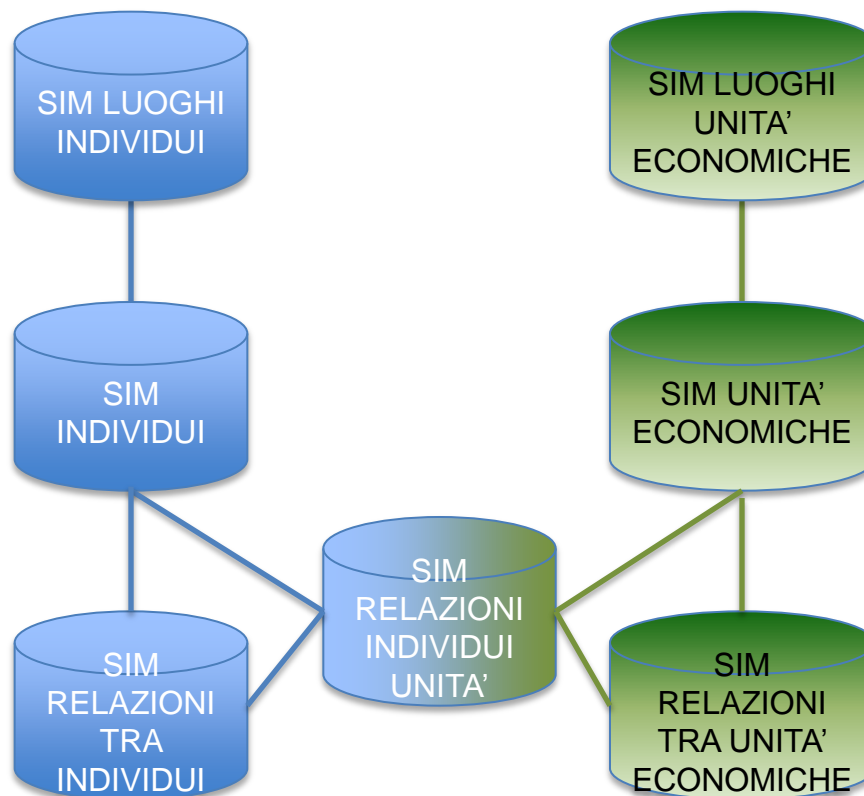 SIM LUOGHI
INDIVIDUI
SIM LUOGHI
UNITA’
ECONOMICHE
SIM
INDIVIDUI
SIM UNITA’
ECONOMICHE
SIM
RELAZIONI
INDIVIDUI
UNITA’
SIM
RELAZIONI
TRA
INDIVIDUI
SIM
RELAZIONI
TRA UNITA’
ECONOMICHE